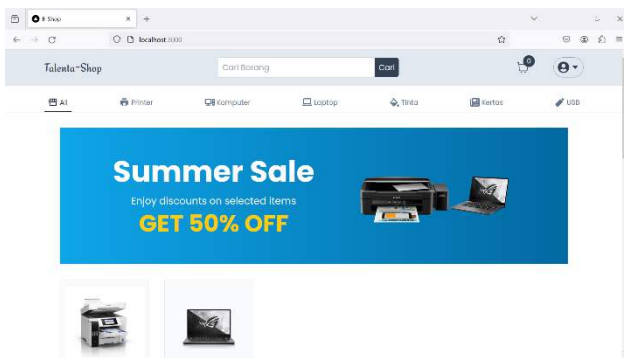 E Shop
localhost:3000
Talenta-Shop
Cari Barang
Cari
0
All
Printer
Komputer
Laptop
Tinta
Kertas
USB
Summer Sale
Enjoy discounts on selected items
GET 50% OFF